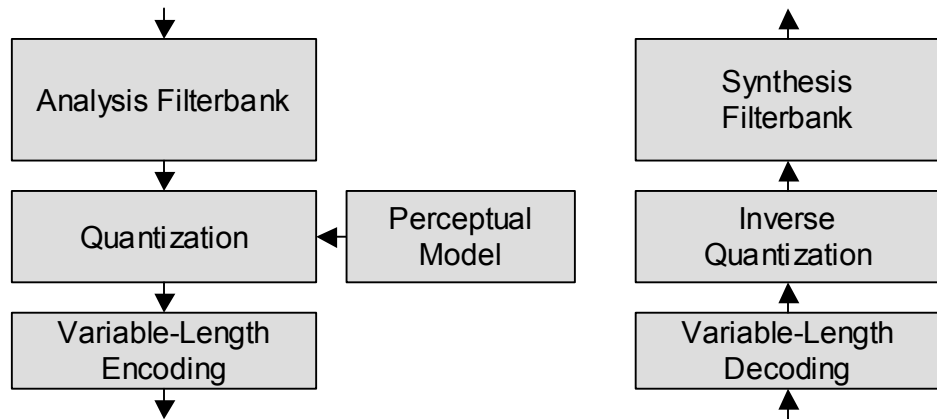 Analysis Filterbank
Quantization
Perceptual
Model
Variable-Length
Encoding
Synthesis
Filterbank
Inverse
Quantization
Variable-Length
Decoding